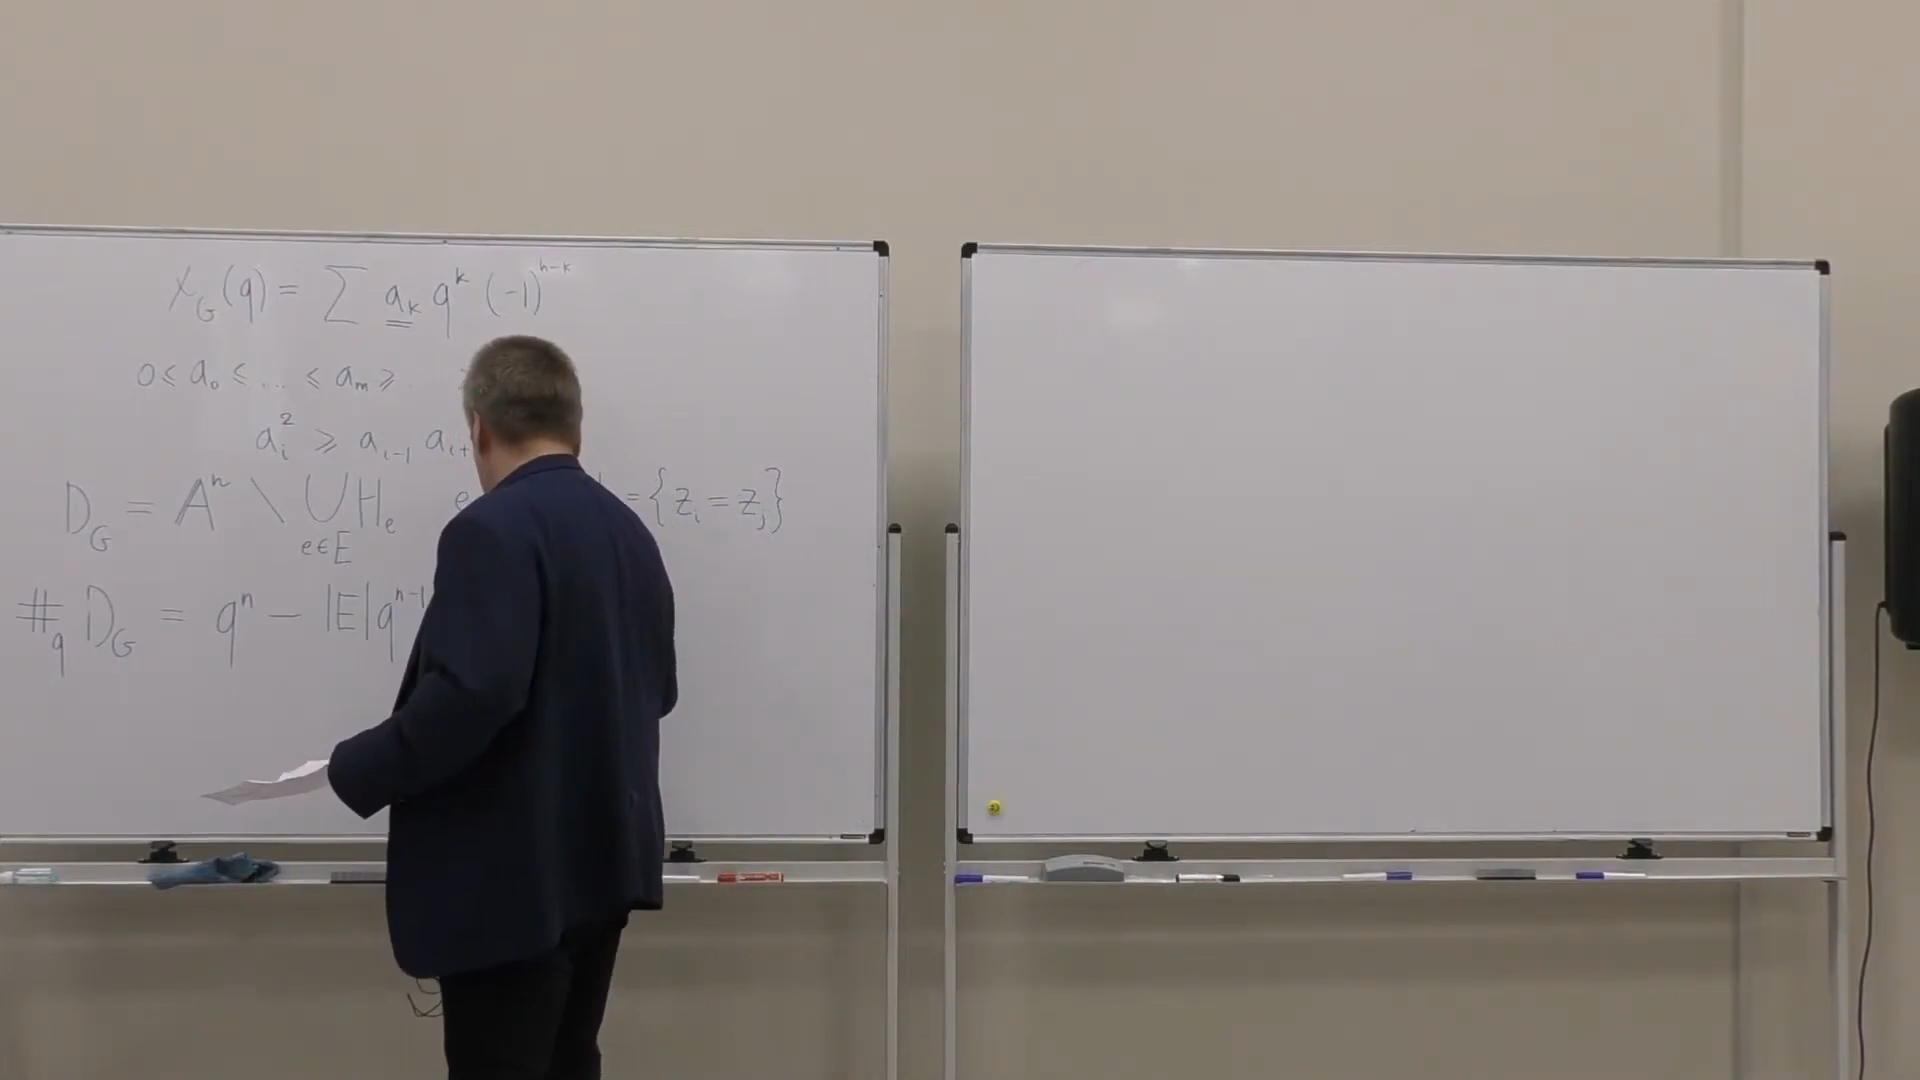 χ_G(q) = ∑ a_k q^k (-1)^{n-k}
0 ≤ a_0 ≤ ... ≤ a_m ≥
a_i^2 ≥ a_{i-1} a_{i+
D_G = A^n \ ⋃_{e∈E} H_e e = {z_i = z_j}
#_q D_G = q^n - |E| q^{n-1}